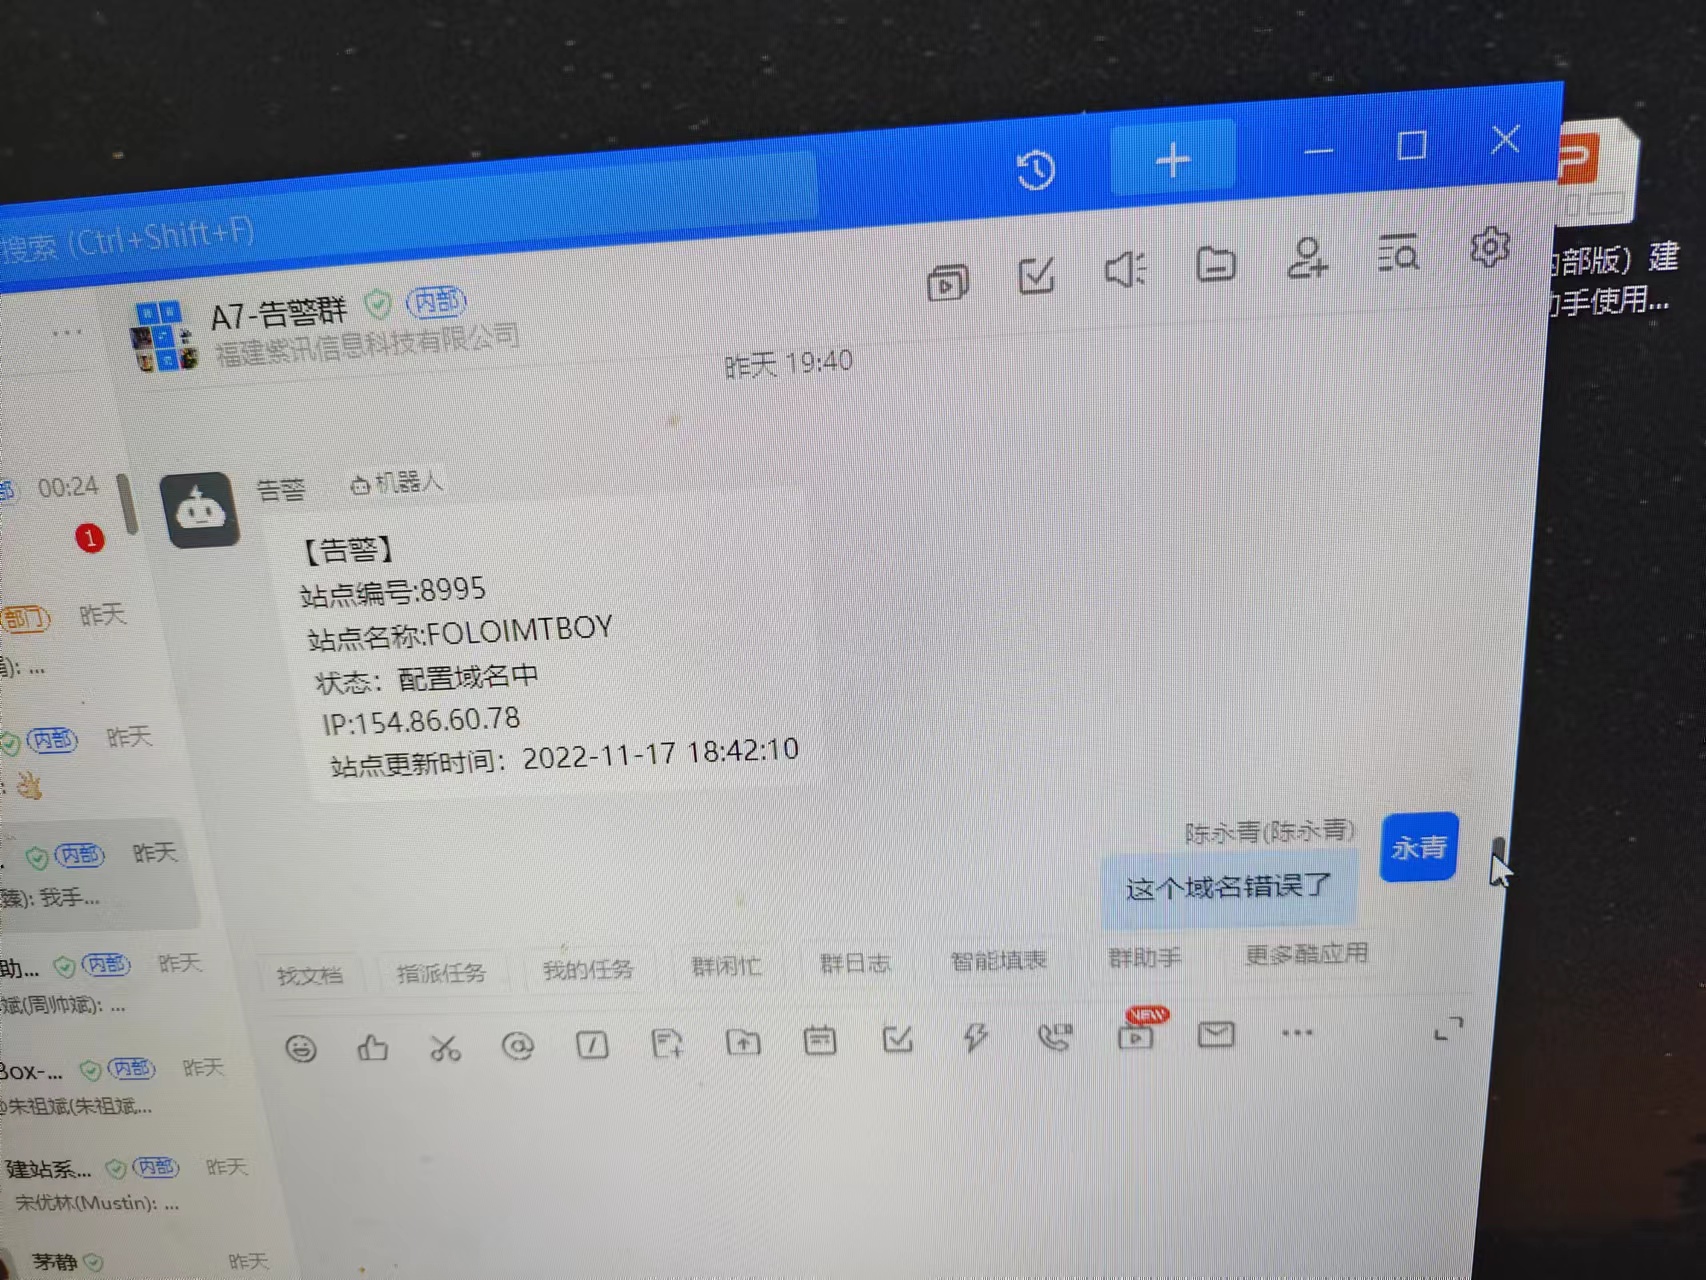 搜索 (Ctrl+Shift+F)
部版）建
手使用...
A7-告警群 内部
福建紫讯信息科技有限公司
昨天 19:40
00:24
1
告警 机器人
【告警】
站点编号:8995
站点名称:FOLOIMTBOY
状态：配置域名中
IP:154.86.60.78
站点更新时间：2022-11-17 18:42:10
陈永青(陈永青)
永青
这个域名错误了
部门 昨天
内部 昨天
内部 昨天
臻): 我手...
助... 内部 昨天
斌(周帅斌): ...
Box-... 内部 昨天
@朱祖斌(朱祖斌...
建站系... 内部 昨天
宋优林(Mustin): ...
茅静 昨天
找文档 指派任务 我的任务 群闲忙 群日志 智能填表 群助手 更多酷应用
NEW